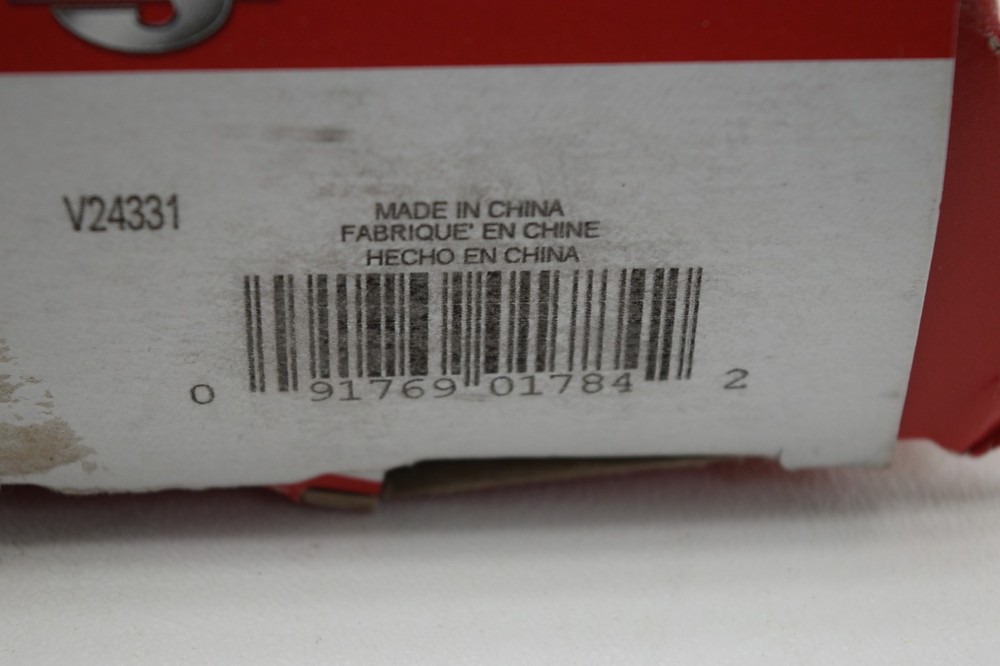 V24331
MADE IN CHINA
FABRIQUE' EN CHINE
HECHO EN CHINA
0 91769 01784 2